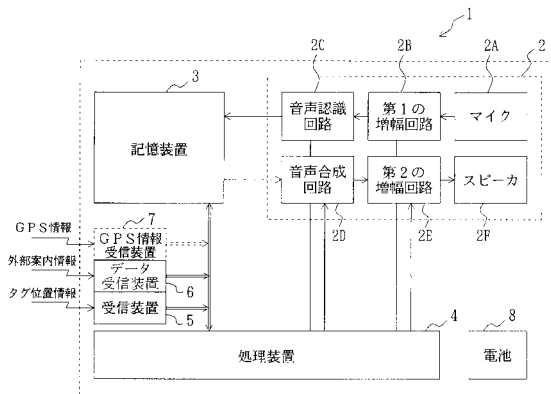 1
2C
2B
2A
2
3
音声認識
回路
第1の
増幅回路
マイク
記憶装置
音声合成
回路
第2の
増幅回路
スピーカ
2D
2E
2F
GPS情報
7
GPS情報
受信装置
外部案内情報
データ
受信装置
6
タグ位置情報
受信装置
5
4
8
処理装置
電池